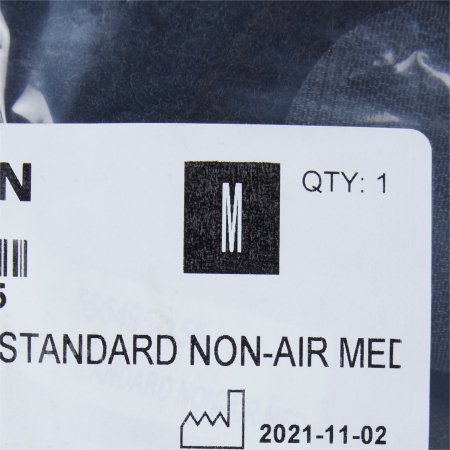 N
M
QTY: 1
5
STANDARD NON-AIR MED
2021-11-02